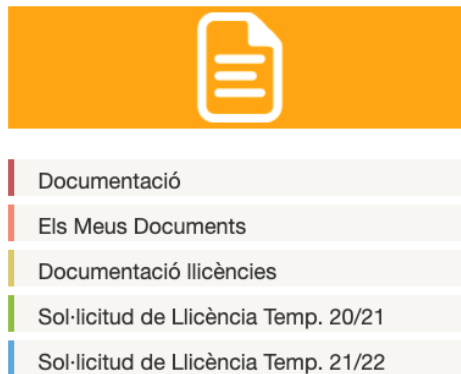 Documentació
Els Meus Documents
Documentació llicències
Sol·licitud de Llicència Temp. 20/21
Sol·licitud de Llicència Temp. 21/22